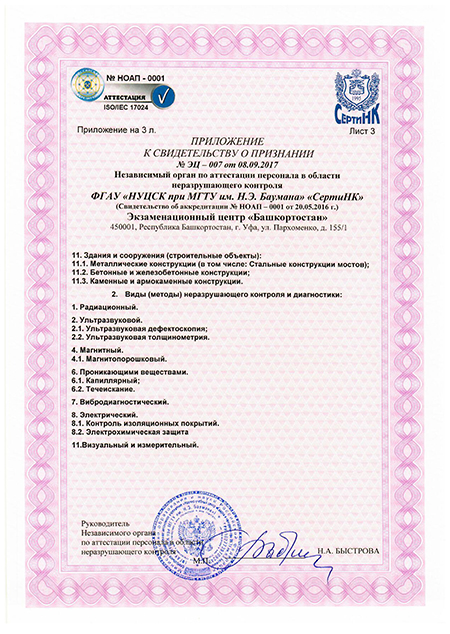 № НОАП - 0001
АТТЕСТАЦИЯ
ISO/IEC 17024
1995
СертиНК
Приложение на 3 л.
Лист 3
ПРИЛОЖЕНИЕ
К СВИДЕТЕЛЬСТВУ О ПРИЗНАНИИ
№ ЭЦ – 007 от 08.09.2017
Независимый орган по аттестации персонала в области
неразрушающего контроля
ФГАУ «НУЦСК при МГТУ им. Н.Э. Баумана» «СертиНК»
(Свидетельство об аккредитации № НОАП – 0001 от 20.05.2016 г.)
Экзаменационный центр «Башкортостан»
450001, Республика Башкортостан, г. Уфа, ул. Пархоменко, д. 155/1
11. Здания и сооружения (строительные объекты):
11.1. Металлические конструкции (в том числе: Стальные конструкции мостов);
11.2. Бетонные и железобетонные конструкции;
11.3. Каменные и армокаменные конструкции.
2. Виды (методы) неразрушающего контроля и диагностики:
1. Радиационный.
2. Ультразвуковой.
2.1. Ультразвуковая дефектоскопия;
2.2. Ультразвуковая толщинометрия.
4. Магнитный.
4.1. Магнитопорошковый.
6. Проникающими веществами.
6.1. Капиллярный;
6.2. Течеискание.
7. Вибродиагностический.
8. Электрический.
8.1. Контроль изоляционных покрытий.
8.2. Электрохимическая защита
11.Визуальный и измерительный.
Руководитель
Независимого органа
по аттестации персонала в области
неразрушающего контроля
Н.А. БЫСТРОВА
М.П.